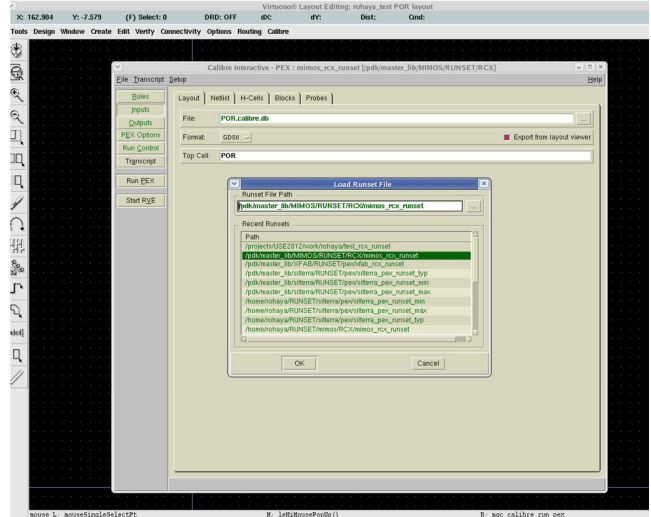 Virtuoso® Layout Editing: rohaya_test POR layout
X: 162.904 Y: -7.579 (F) Select: 0 DRD: OFF dX: dY: Dist: Cmd:
Tools Design Window Create Edit Verify Connectivity Options Routing Calibre
Calibre Interactive - PEX : mimos_rcx_runset [/pdk/master_lib/MIMOS/RUNSET/RCX]
File Transcript Setup Help
Rules
Inputs
Outputs
PEX Options
Run Control
Transcript
Run PEX
Start RVE
Layout Netlist H-Cells Blocks Probes
File: POR.calibre.db ...
Format: GDSII Export from layout viewer
Top Cell: POR
Load Runset File
Runset File Path
/pdk/master_lib/MIMOS/RUNSET/RCX/mimos_rcx_runset ...
Recent Runsets
Path
/projects/USE2012/work/rohaya/test_rcx_runset
/pdk/master_lib/MIMOS/RUNSET/RCX/mimos_rcx_runset
/pdk/master_lib/XFAB/RUNSET/pex/xfab_rcx_runset
/pdk/master_lib/silterra/RUNSET/pex/silterra_pex_runset_typ
/pdk/master_lib/silterra/RUNSET/pex/silterra_pex_runset_min
/pdk/master_lib/silterra/RUNSET/pex/silterra_pex_runset_max
/home/rohaya/RUNSET/silterra/pex/silterra_pex_runset_min
/home/rohaya/RUNSET/silterra/pex/silterra_pex_runset_max
/home/rohaya/RUNSET/silterra/pex/silterra_pex_runset_typ
/home/rohaya/RUNSET/mimos/RCX/mimos_rcx_runset
OK Cancel
[abcd]
mouse L: mouseSingleSelectPt M: leHiMousePopUp() R: mgc_calibre_run_pex